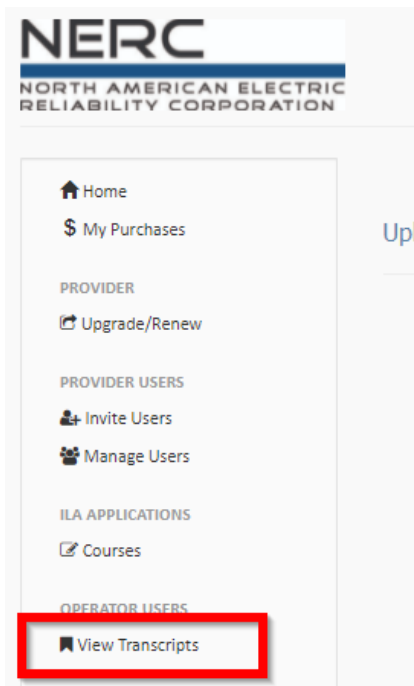 NERC
NORTH AMERICAN ELECTRIC
RELIABILITY CORPORATION
Home
$ My Purchases
Upl
PROVIDER
Upgrade/Renew
PROVIDER USERS
Invite Users
Manage Users
ILA APPLICATIONS
Courses
OPERATOR USERS
View Transcripts